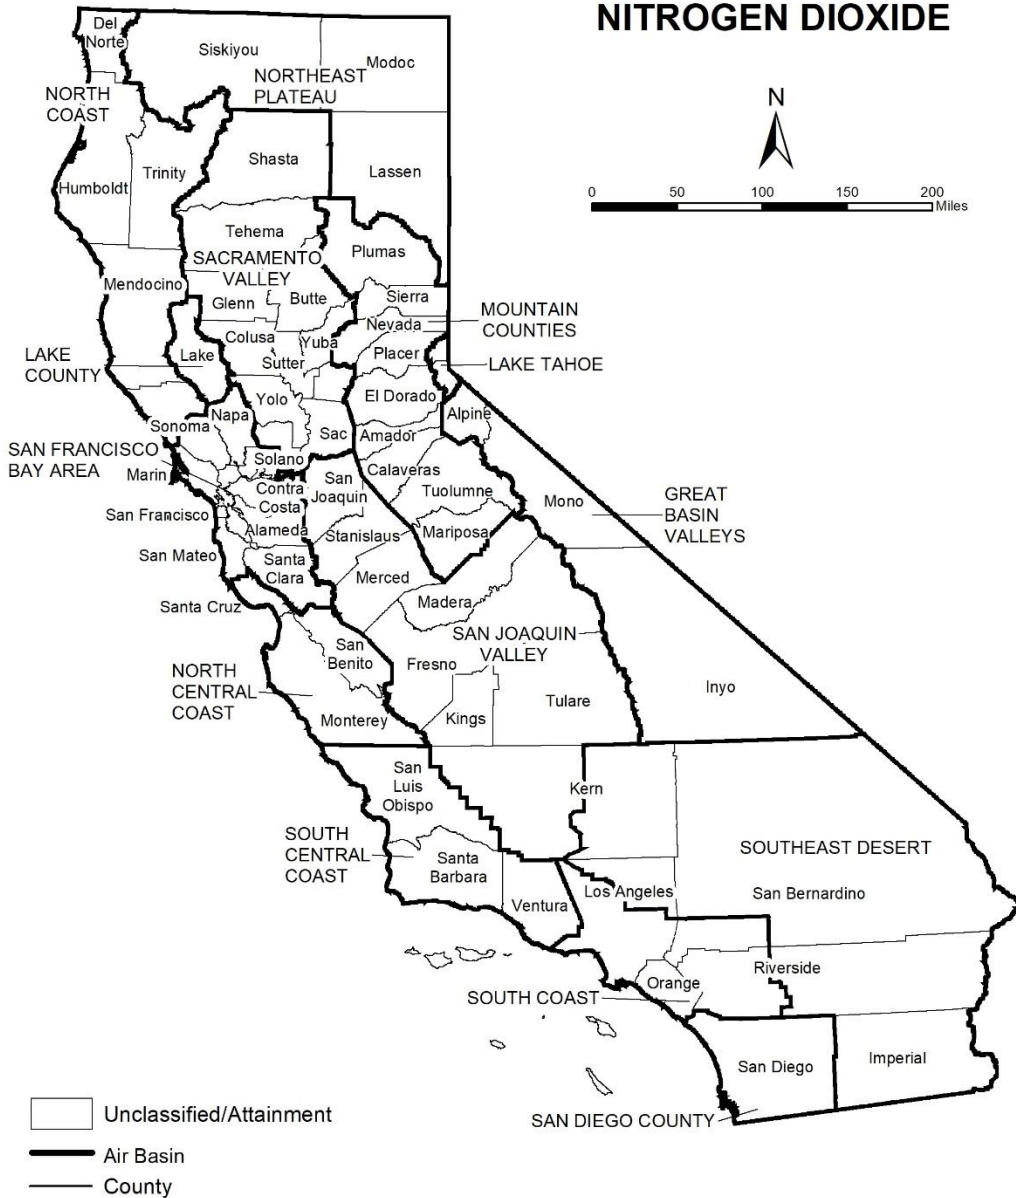 NITROGEN DIOXIDE
Del
Norte
Siskiyou
Modoc
NORTHEAST
PLATEAU
NORTH
COAST
N
Shasta
Trinity
Lassen
Humboldt
0 50 100 150 200
Miles
Tehema
Plumas
SACRAMENTO
VALLEY
Mendocino
Glenn
Butte
Sierra
MOUNTAIN
COUNTIES
Nevada
Colusa
Yuba
LAKE
COUNTY
Lake
Sutter
Placer
LAKE TAHOE
Yolo
El Dorado
Napa
Alpine
Sonoma
Sac
Amador
SAN FRANCISCO
BAY AREA
Marin
Solano
Calaveras
Contra
Costa
San
Joaquin
Tuolumne
Mono
GREAT
BASIN
VALLEYS
San Francisco
Alameda
Stanislaus
Mariposa
San Mateo
Santa
Clara
Merced
Santa Cruz
Madera
SAN JOAQUIN
VALLEY
San
Benito
Fresno
NORTH
CENTRAL
COAST
Inyo
Tulare
Monterey
Kings
San
Luis
Obispo
Kern
SOUTH
CENTRAL
COAST
Santa
Barbara
SOUTHEAST DESERT
Los Angeles
San Bernardino
Ventura
Riverside
Orange
SOUTH COAST
San Diego
Imperial
SAN DIEGO COUNTY
Unclassified/Attainment
Air Basin
County